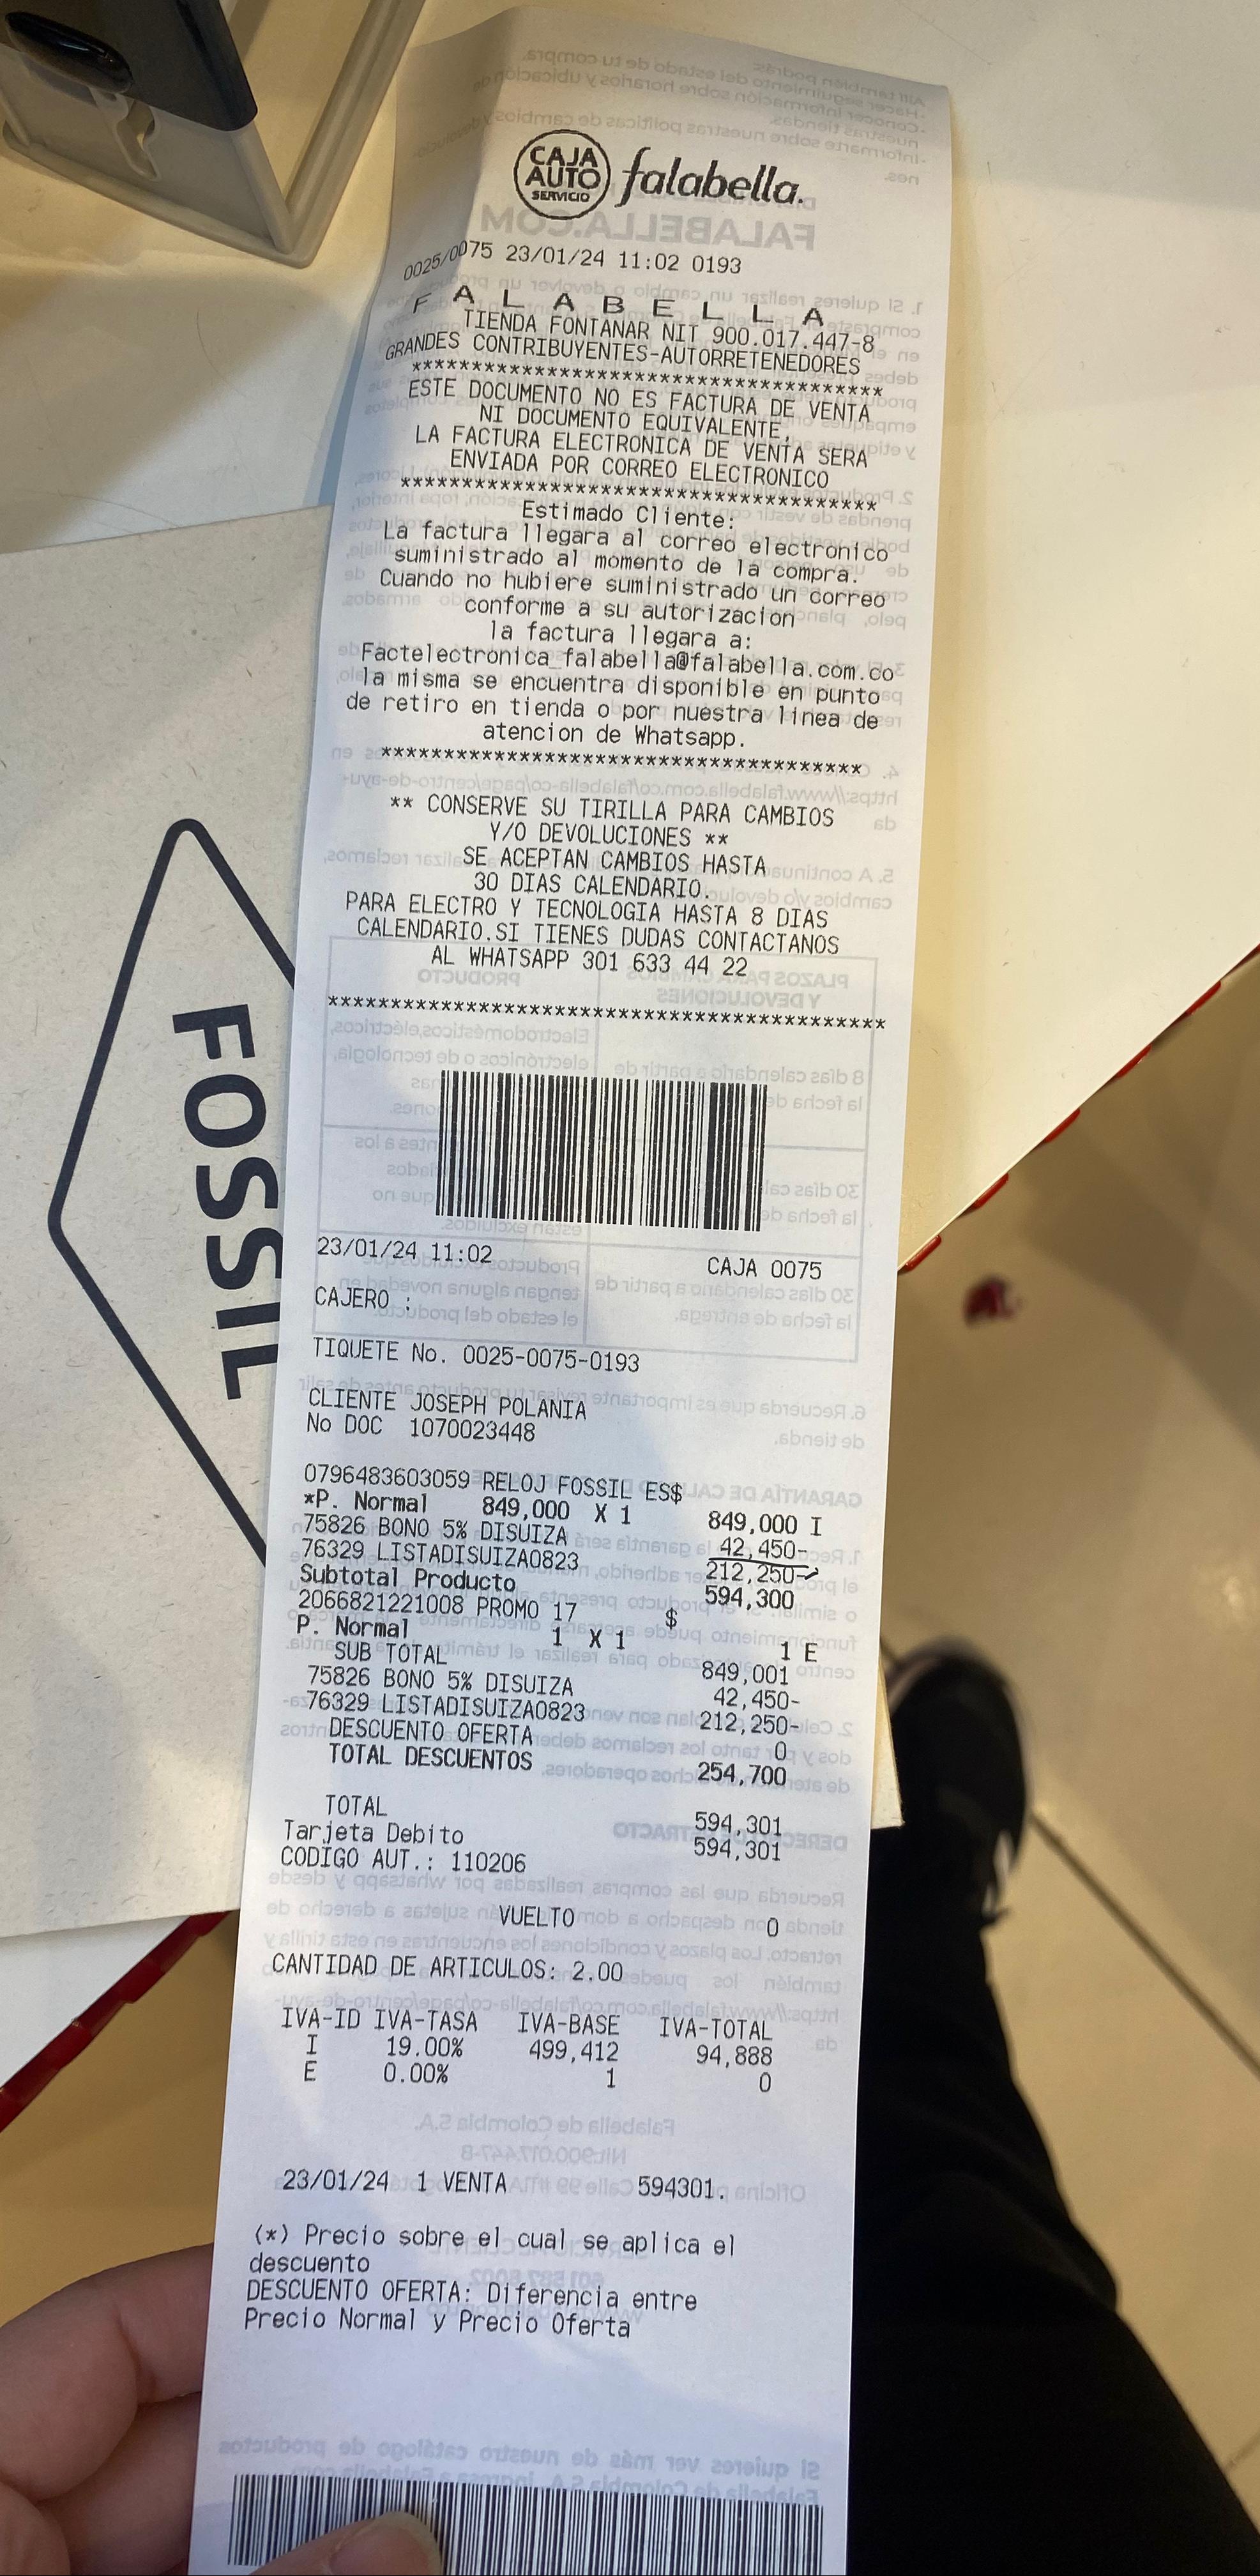 CAJA
AUTO
SERVICIO
falabella.
0025/0075 23/01/24 11:02 0193
F A L A B E L L A
TIENDA FONTANAR NIT 900.017.447-8
GRANDES CONTRIBUYENTES-AUTORRETENEDORES
**************************************
ESTE DOCUMENTO NO ES FACTURA DE VENTA
NI DOCUMENTO EQUIVALENTE,
LA FACTURA ELECTRONICA DE VENTA SERA
ENVIADA POR CORREO ELECTRONICO
**************************************
Estimado Cliente:
La factura llegara al correo electronico
suministrado al momento de la compra.
Cuando no hubiere suministrado un correo
conforme a su autorizacion
la factura llegara a:
Factelectronica_falabella@falabella.com.co
la misma se encuentra disponible en punto
de retiro en tienda o por nuestra linea de
atencion de Whatsapp.
**************************************
** CONSERVE SU TIRILLA PARA CAMBIOS
Y/O DEVOLUCIONES **
SE ACEPTAN CAMBIOS HASTA
30 DIAS CALENDARIO.
PARA ELECTRO Y TECNOLOGIA HASTA 8 DIAS
CALENDARIO.SI TIENES DUDAS CONTACTANOS
AL WHATSAPP 301 633 44 22
********************************************
23/01/24 11:02 CAJA 0075
CAJERO :
TIQUETE No. 0025-0075-0193
CLIENTE JOSEPH POLANIA
No DOC 1070023448
0796483603059 RELOJ FOSSIL ES$
*P. Normal 849,000 X 1 849,000 I
75826 BONO 5% DISUIZA 42,450-
76329 LISTADISUIZA0823 212,250-
Subtotal Producto 594,300
2066821221008 PROMO 17 $
P. Normal 1 X 1 1 E
SUB TOTAL 849,001
75826 BONO 5% DISUIZA 42,450-
76329 LISTADISUIZA0823 212,250-
DESCUENTO OFERTA 0
TOTAL DESCUENTOS 254,700
TOTAL 594,301
Tarjeta Debito 594,301
CODIGO AUT.: 110206
VUELTO 0
CANTIDAD DE ARTICULOS: 2.00
IVA-ID IVA-TASA IVA-BASE IVA-TOTAL
I 19.00% 499,412 94,888
E 0.00% 1 0
23/01/24 1 VENTA 594301.
(*) Precio sobre el cual se aplica el
descuento
DESCUENTO OFERTA: Diferencia entre
Precio Normal y Precio Oferta
FOSSIL